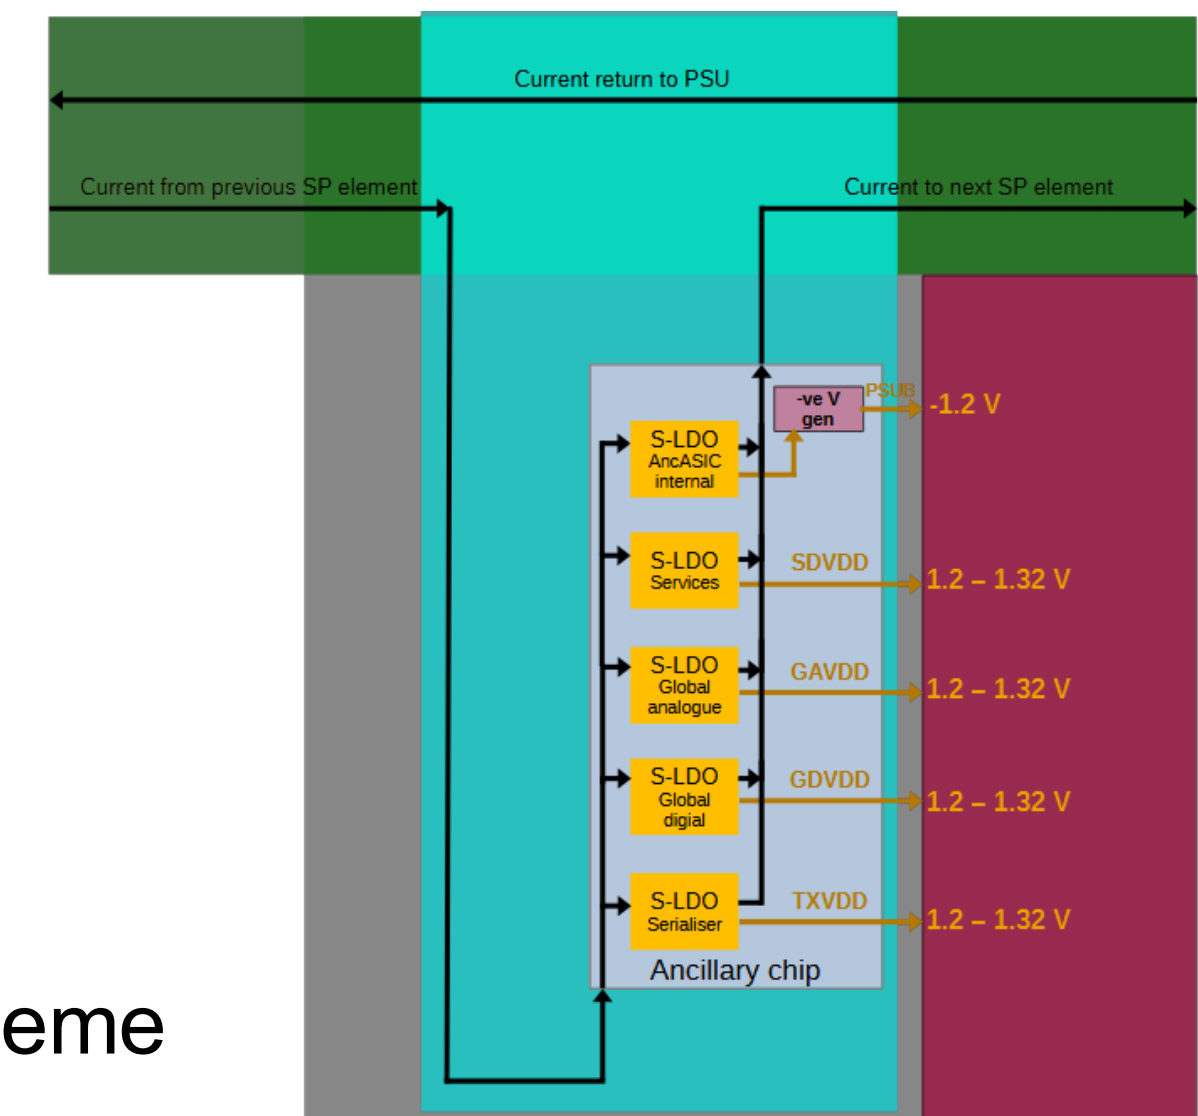 Current return to PSU
Current from previous SP element
Current to next SP element
-ve V
gen
PSUB
-1.2 V
S-LDO
AncASIC
internal
S-LDO
Services
SDVDD
1.2 – 1.32 V
S-LDO
Global
analogue
GAVDD
1.2 – 1.32 V
S-LDO
Global
digial
GDVDD
1.2 – 1.32 V
S-LDO
Serialiser
TXVDD
1.2 – 1.32 V
Ancillary chip
eme